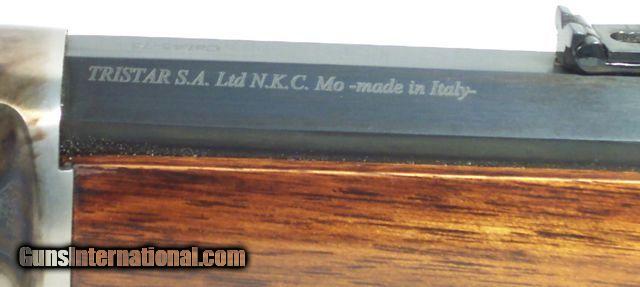 TRISTAR S.A. Ltd N.K.C. Mo -made in Italy-
GunsInternational.com